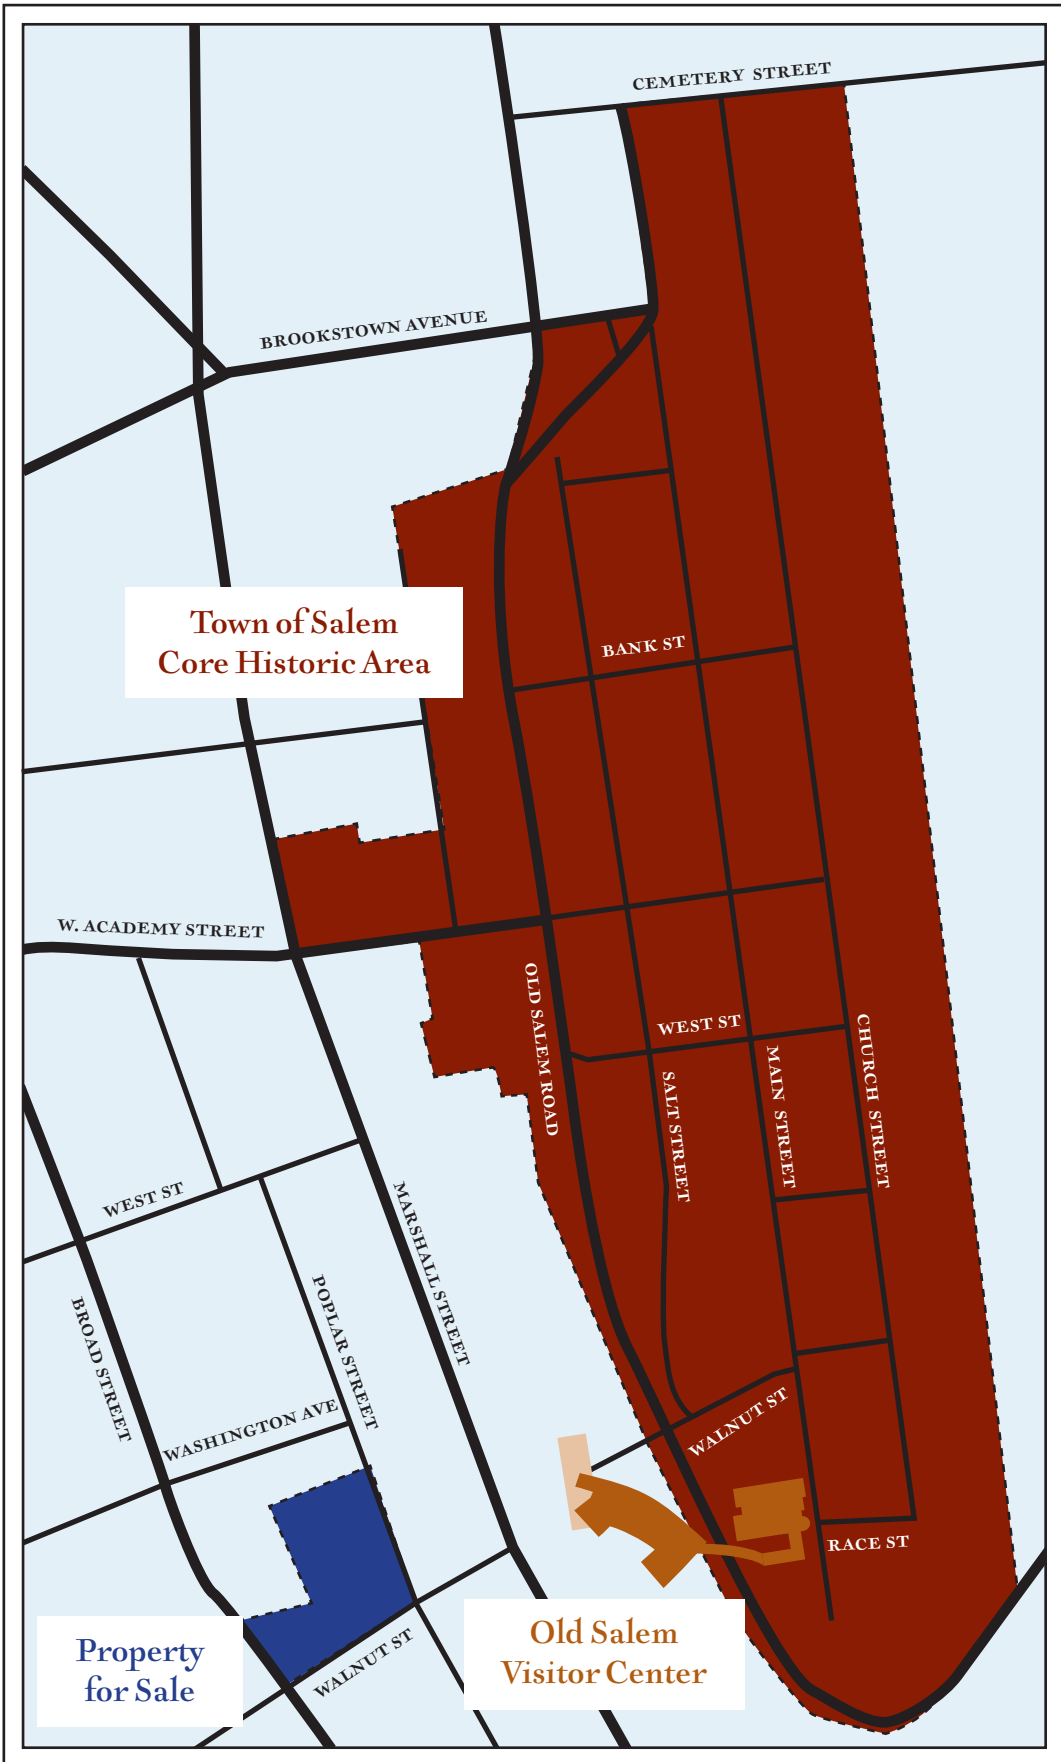 CEMETERY STREET
BROOKSTOWN AVENUE
Town of Salem
Core Historic Area
BANK ST
W. ACADEMY STREET
OLD SALEM ROAD
WEST ST
CHURCH STREET
MAIN STREET
SALT STREET
WEST ST
MARSHALL STREET
POPLAR STREET
BROAD STREET
WASHINGTON AVE
WALNUT ST
RACE ST
Old Salem
Visitor Center
Property
for Sale
WALNUT ST